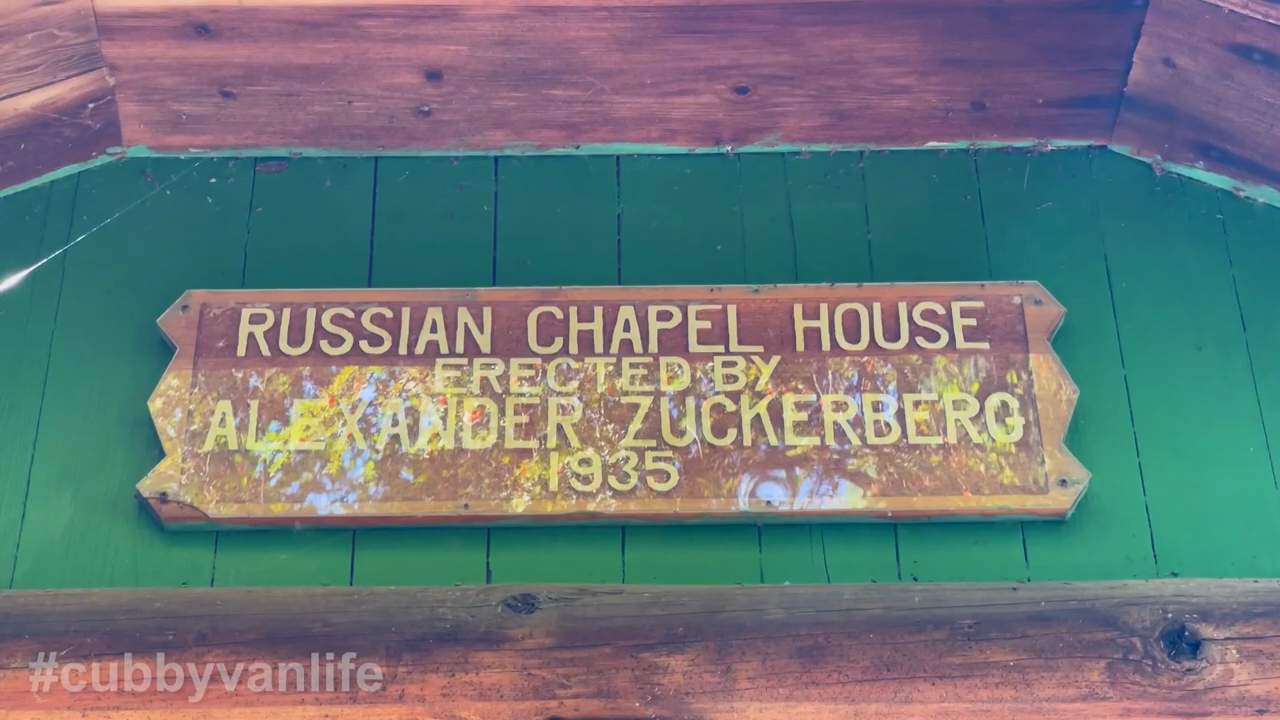 RUSSIAN CHAPEL HOUSE
ERECTED BY
ALEXANDER ZUCKERBERG
1935
#cubbyvanlife